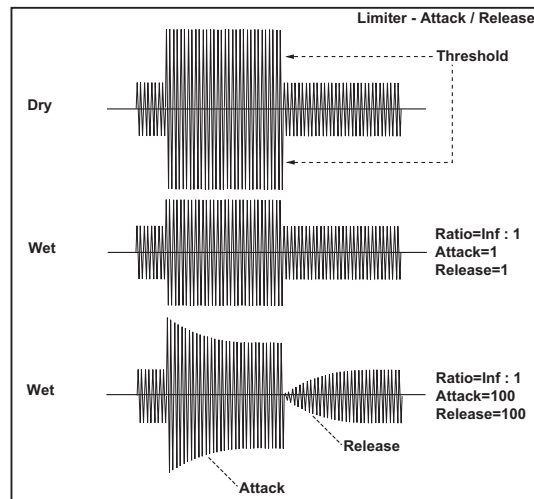 Limiter - Attack / Release
Threshold
Dry
Wet
Ratio=Inf : 1
Attack=1
Release=1
Wet
Ratio=Inf : 1
Attack=100
Release=100
Release
Attack